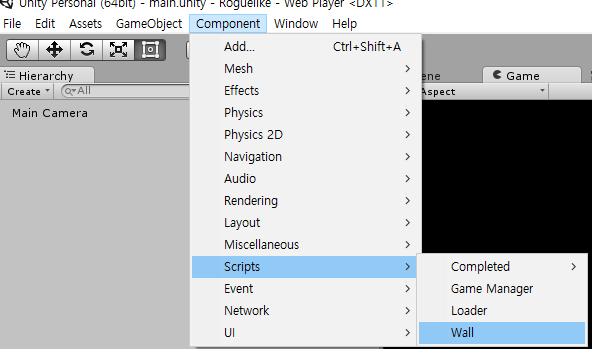 Unity Personal (64bit) - main.unity - Roguelike - Web Player <DX11>
File Edit Assets GameObject Component Window Help
Hierarchy
Create All
Main Camera
Add... Ctrl+Shift+A
Mesh
Effects
Physics
Physics 2D
Navigation
Audio
Rendering
Layout
Miscellaneous
Scripts
Event
Network
UI
Completed
Game Manager
Loader
Wall
ene Game
Aspect